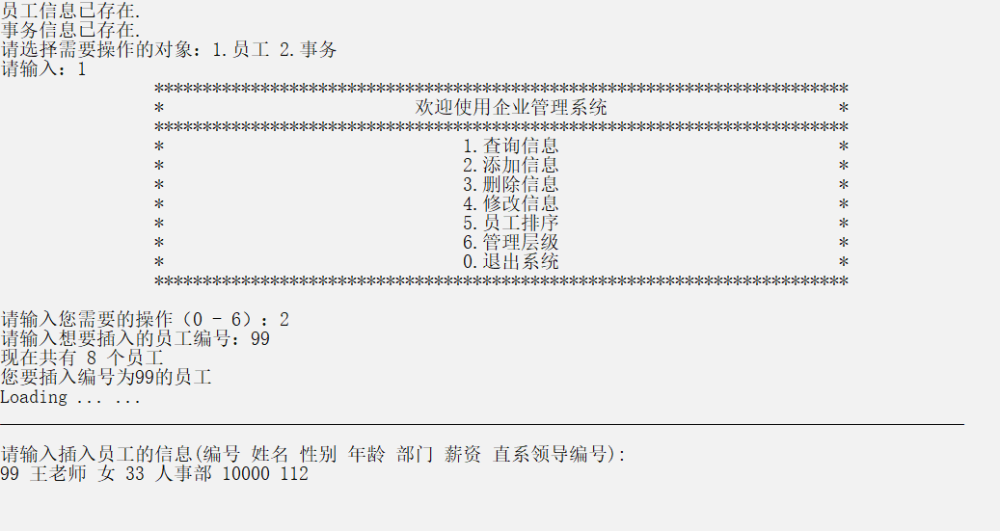 员工信息已存在.
事务信息已存在.
请选择需要操作的对象：1.员工 2.事务
请输入：1
************************************************************************
* 欢迎使用企业管理系统 *
************************************************************************
* 1.查询信息 *
* 2.添加信息 *
* 3.删除信息 *
* 4.修改信息 *
* 5.员工排序 *
* 6.管理层级 *
* 0.退出系统 *
************************************************************************
请输入您需要的操作（0 - 6）：2
请输入想要插入的员工编号：99
现在共有 8 个员工
您要插入编号为99的员工
Loading ... ...
请输入插入员工的信息(编号 姓名 性别 年龄 部门 薪资 直系领导编号):
99 王老师 女 33 人事部 10000 112